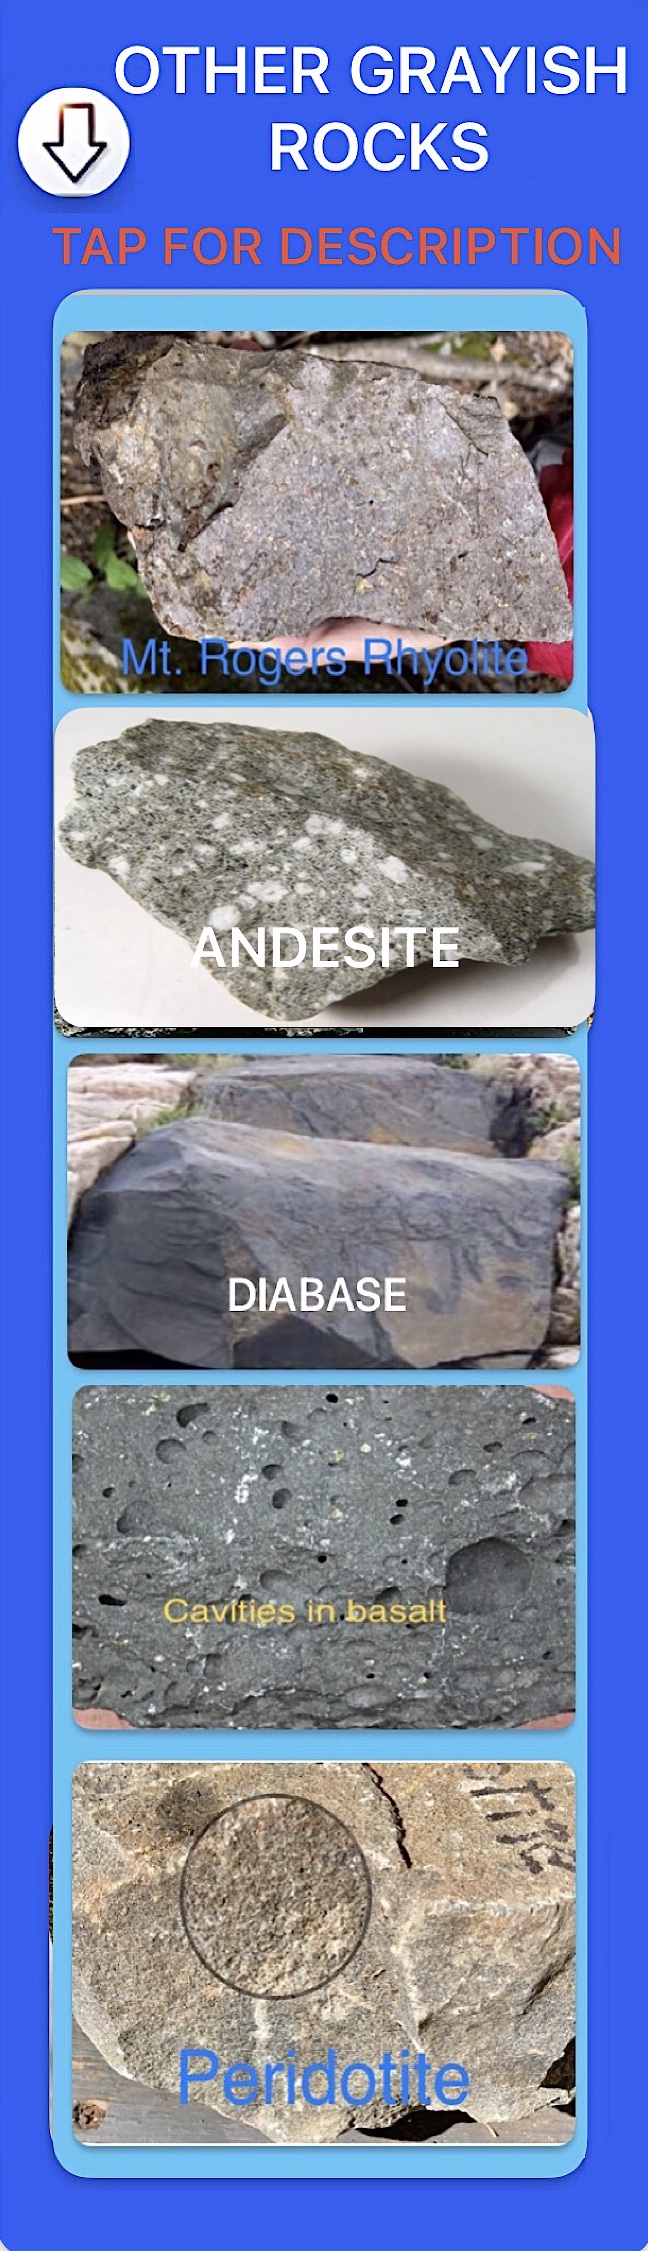 OTHER GRAYISH
ROCKS
TAP FOR DESCRIPTION
Mt. Rogers Rhyolite
ANDESITE
DIABASE
Cavities in basalt
Peridotite